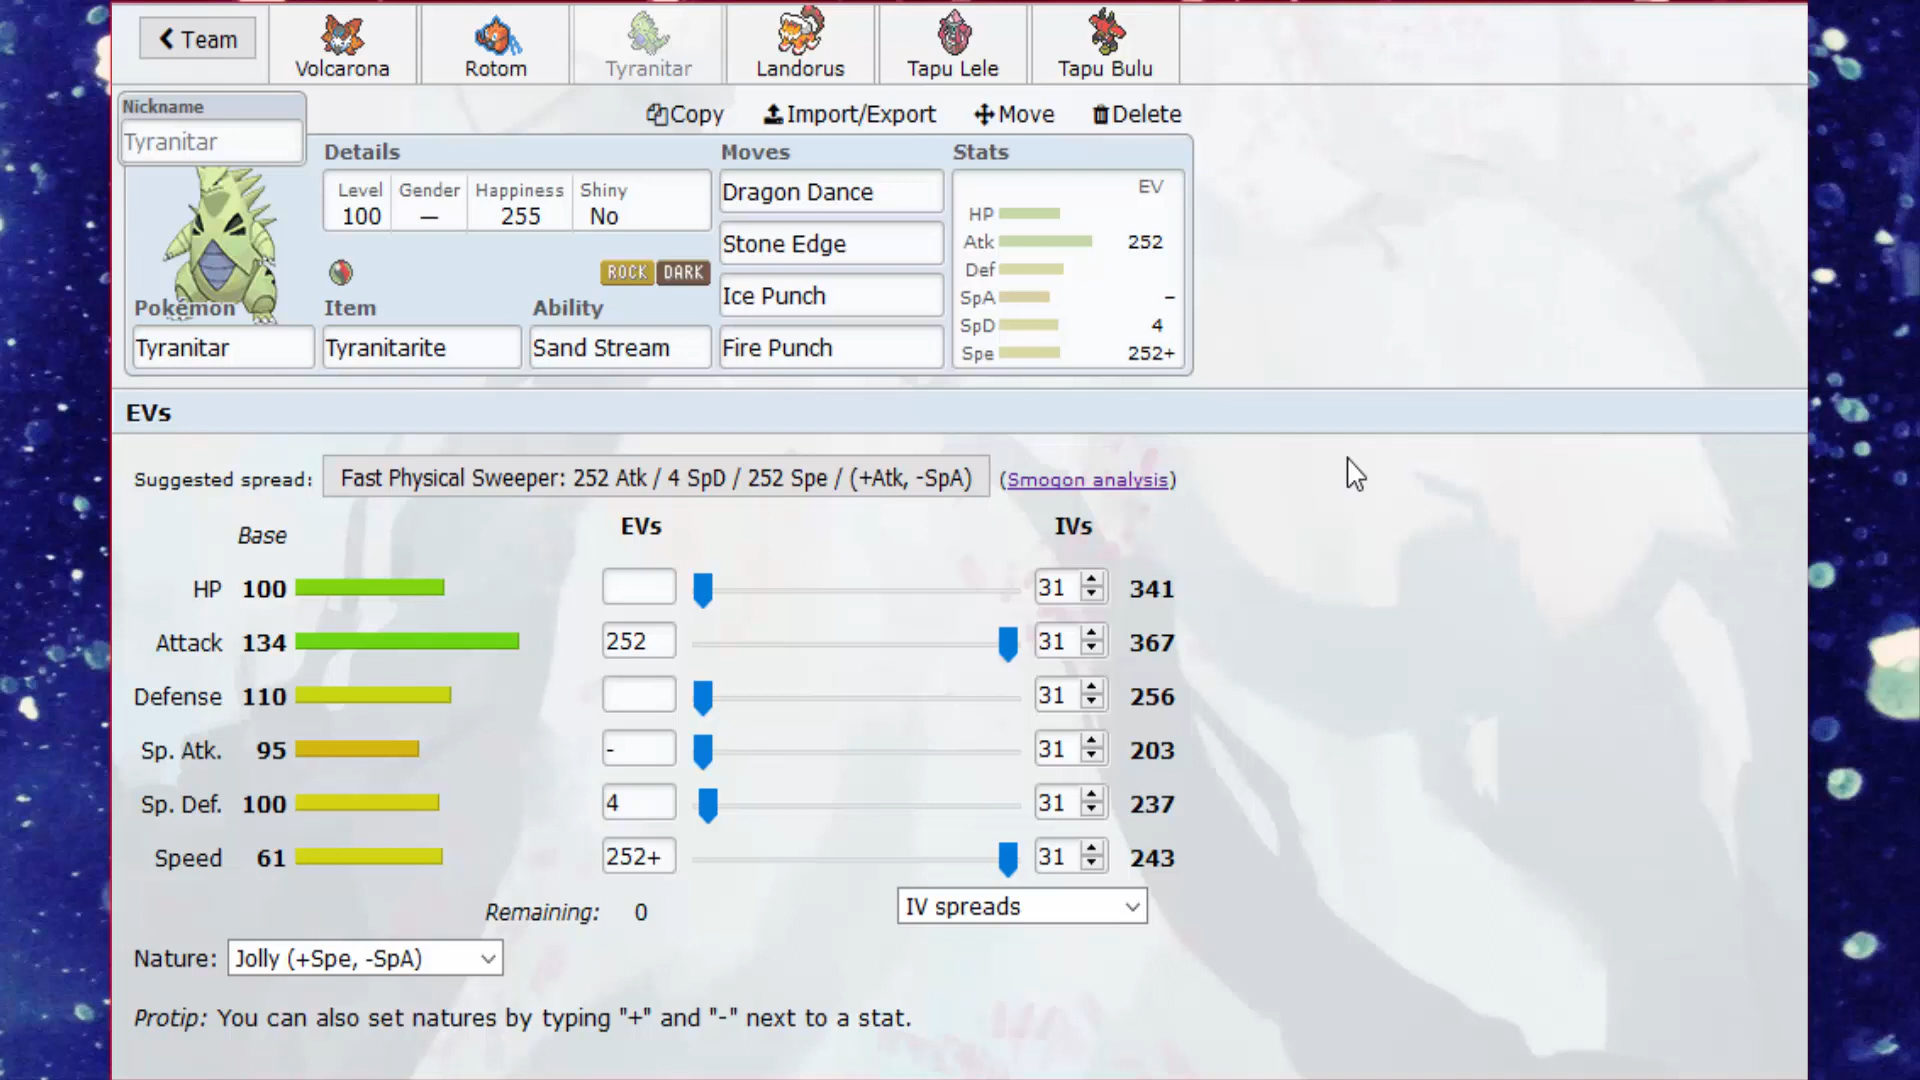 Team
Volcarona
Rotom
Tyranitar
Landorus
Tapu Lele
Tapu Bulu
Nickname
Tyranitar
Copy
Import/Export
Move
Delete
Details
Level
Gender
Happiness
Shiny
100
—
255
No
ROCK
DARK
Pokémon
Item
Ability
Tyranitar
Tyranitarite
Sand Stream
Moves
Dragon Dance
Stone Edge
Ice Punch
Fire Punch
Stats
EV
HP
Atk 252
Def
SpA –
SpD 4
Spe 252+
EVs
Suggested spread: Fast Physical Sweeper: 252 Atk / 4 SpD / 252 Spe / (+Atk, -SpA) (Smogon analysis)
Base EVs IVs
HP 100 31 341
Attack 134 252 31 367
Defense 110 31 256
Sp. Atk. 95 - 31 203
Sp. Def. 100 4 31 237
Speed 61 252+ 31 243
Remaining: 0
IV spreads
Nature: Jolly (+Spe, -SpA)
Protip: You can also set natures by typing "+" and "-" next to a stat.